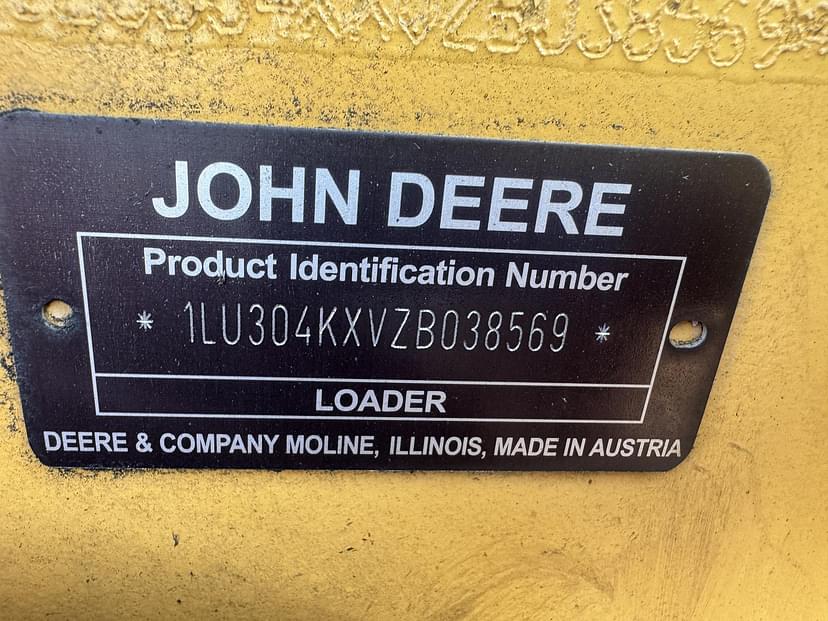 JOHN DEERE
Product Identification Number
* 1LU304KXVZB038569 *
LOADER
DEERE & COMPANY MOLINE, ILLINOIS, MADE IN AUSTRIA